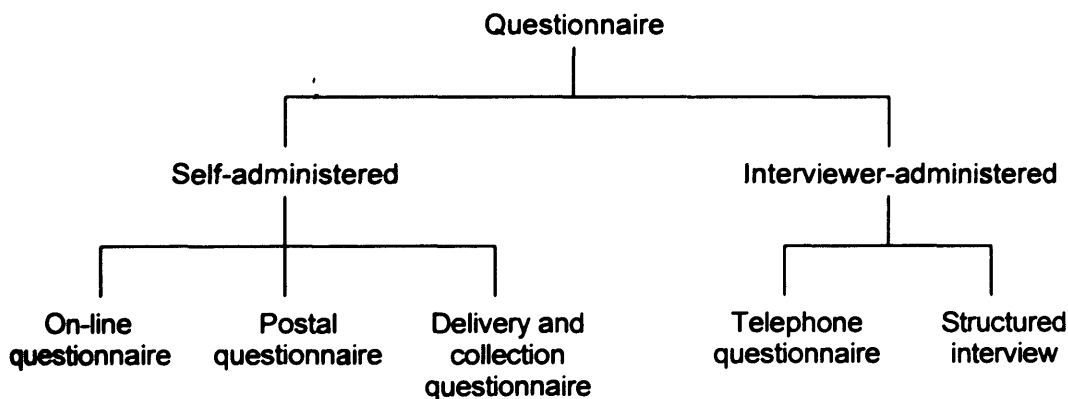 Questionnaire
Self-administered
Interviewer-administered
On-line
questionnaire
Postal
questionnaire
Delivery and
collection
questionnaire
Telephone
questionnaire
Structured
interview